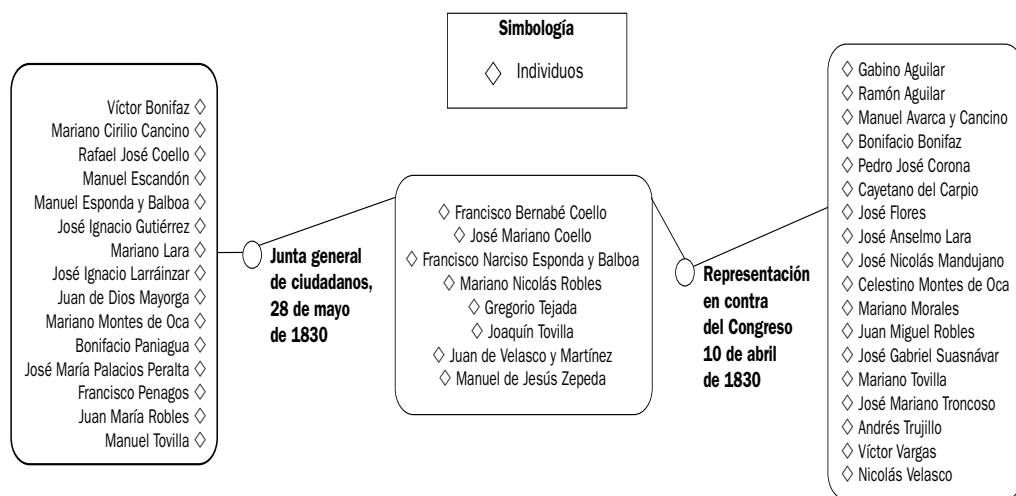 Simbología
Individuos
Víctor Bonifaz
Mariano Cirilio Cancino
Rafael José Coello
Manuel Escandón
Manuel Esponda y Balboa
José Ignacio Gutiérrez
Mariano Lara
José Ignacio Larráinzar
Juan de Dios Mayorga
Mariano Montes de Oca
Bonifacio Paniagua
José María Palacios Peralta
Francisco Penagos
Juan María Robles
Manuel Tovilla
Junta general
de ciudadanos,
28 de mayo
de 1830
Francisco Bernabé Coello
José Mariano Coello
Francisco Narciso Esponda y Balboa
Mariano Nicolás Robles
Gregorio Tejada
Joaquín Tovilla
Juan de Velasco y Martínez
Manuel de Jesús Zepeda
Representación
en contra
del Congreso
10 de abril
de 1830
Gabino Aguilar
Ramón Aguilar
Manuel Avarca y Cancino
Bonifacio Bonifaz
Pedro José Corona
Cayetano del Carpio
José Flores
José Anselmo Lara
José Nicolás Mandujano
Celestino Montes de Oca
Mariano Morales
Juan Miguel Robles
José Gabriel Suasnávar
Mariano Tovilla
José Mariano Troncoso
Andrés Trujillo
Víctor Vargas
Nicolás Velasco